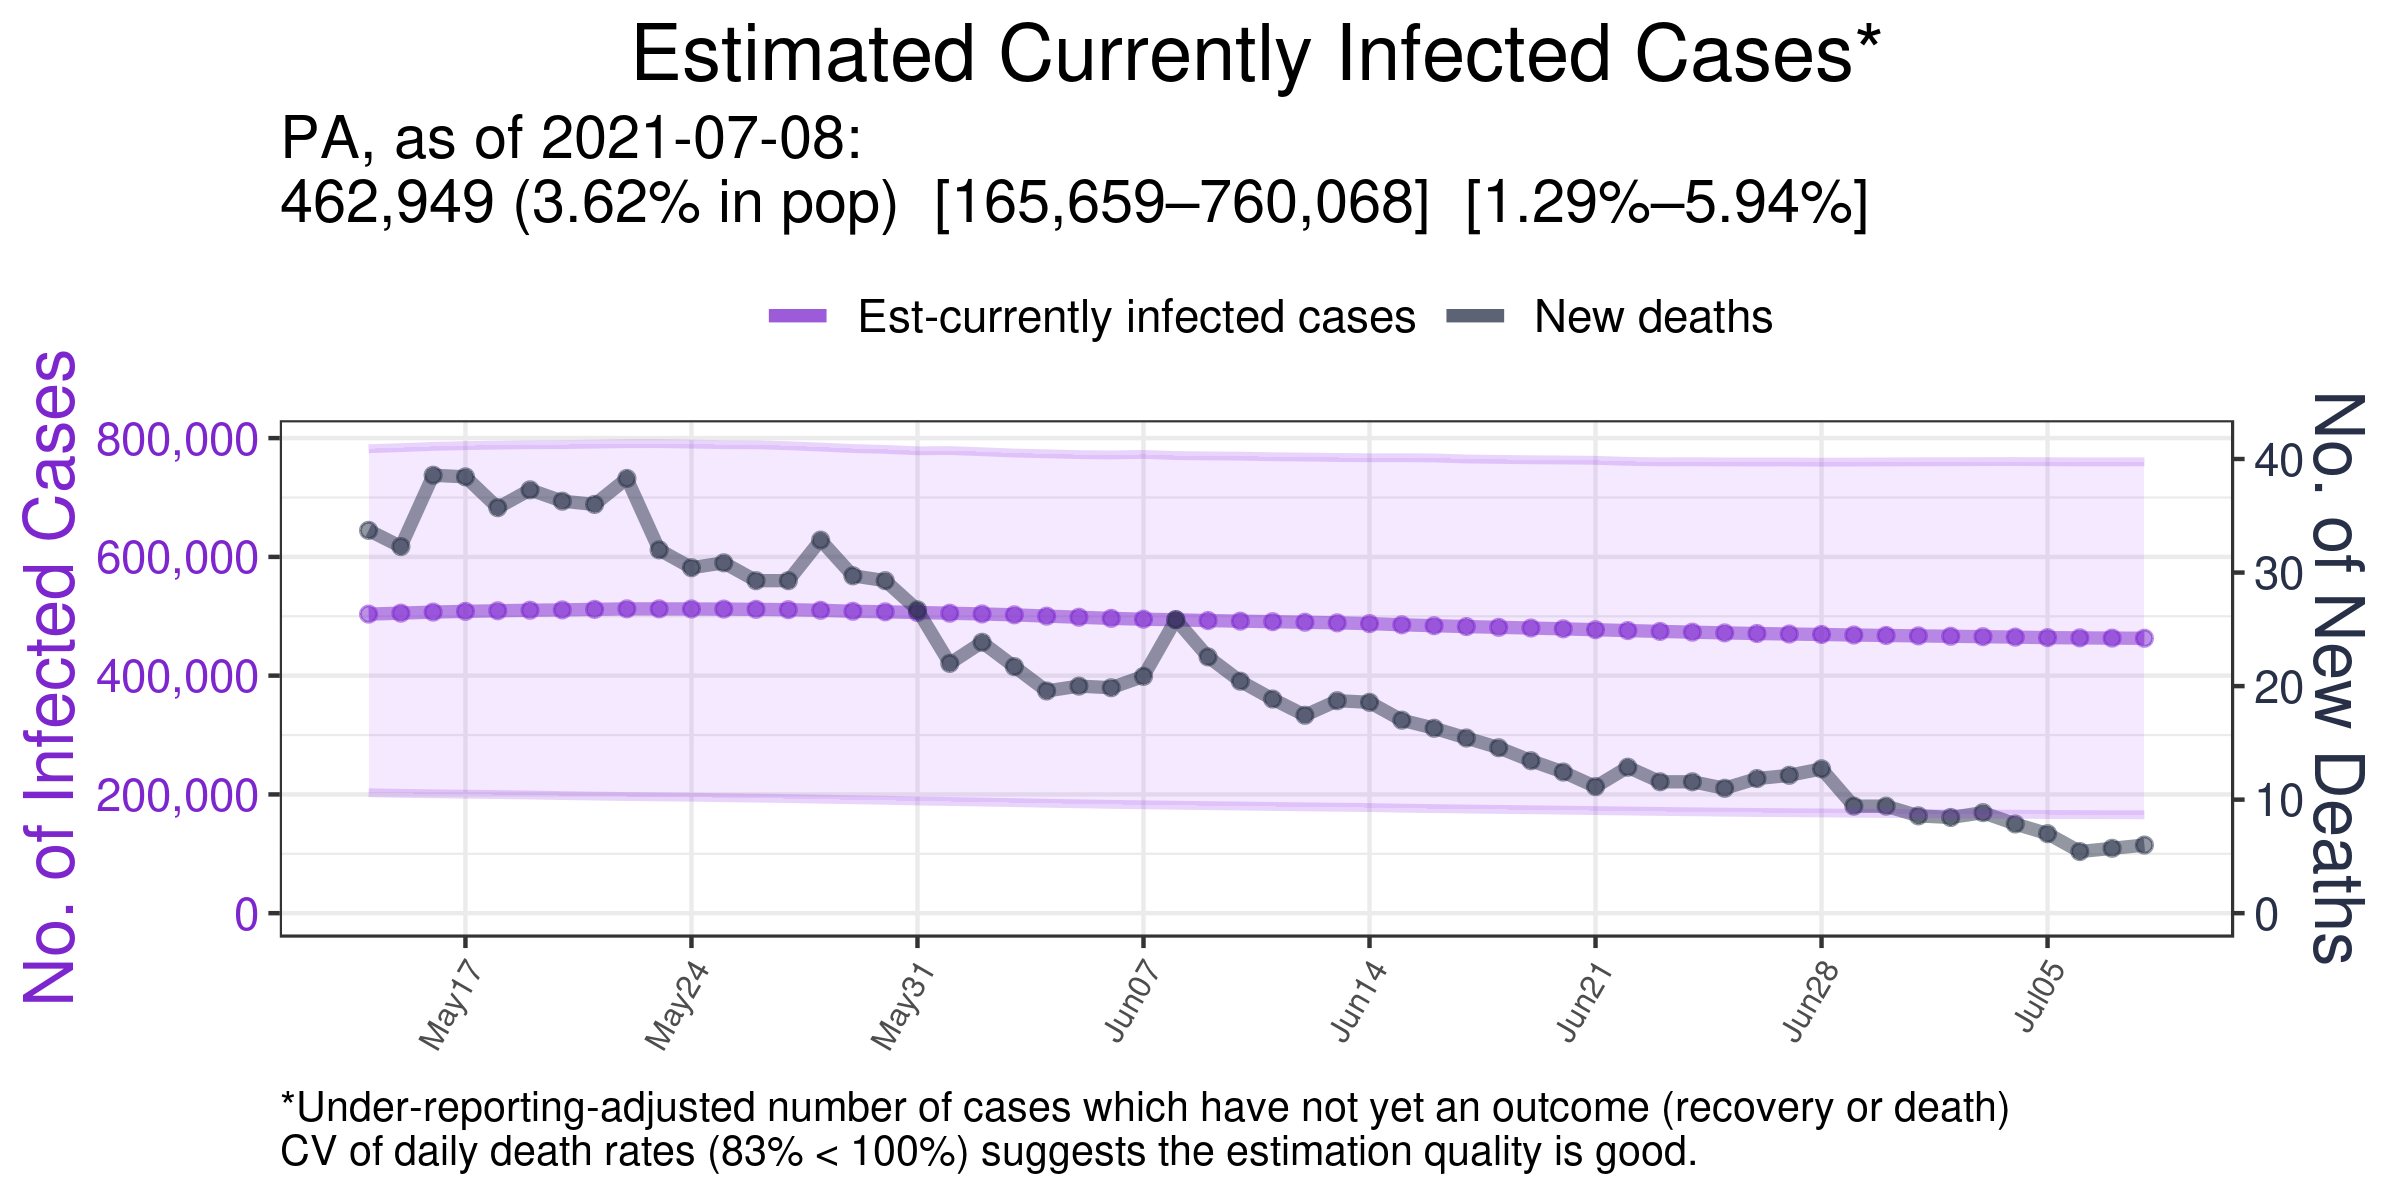 Estimated Currently Infected Cases*
PA, as of 2021-07-08:
462,949 (3.62% in pop) [165,659–760,068] [1.29%–5.94%]
Est-currently infected cases
New deaths
No. of Infected Cases
800,000
600,000
400,000
200,000
0
40
30
20
10
0
No. of New Deaths
May17
May24
May31
Jun07
Jun14
Jun21
Jun28
Jul05
*Under-reporting-adjusted number of cases which have not yet an outcome (recovery or death)
CV of daily death rates (83% < 100%) suggests the estimation quality is good.